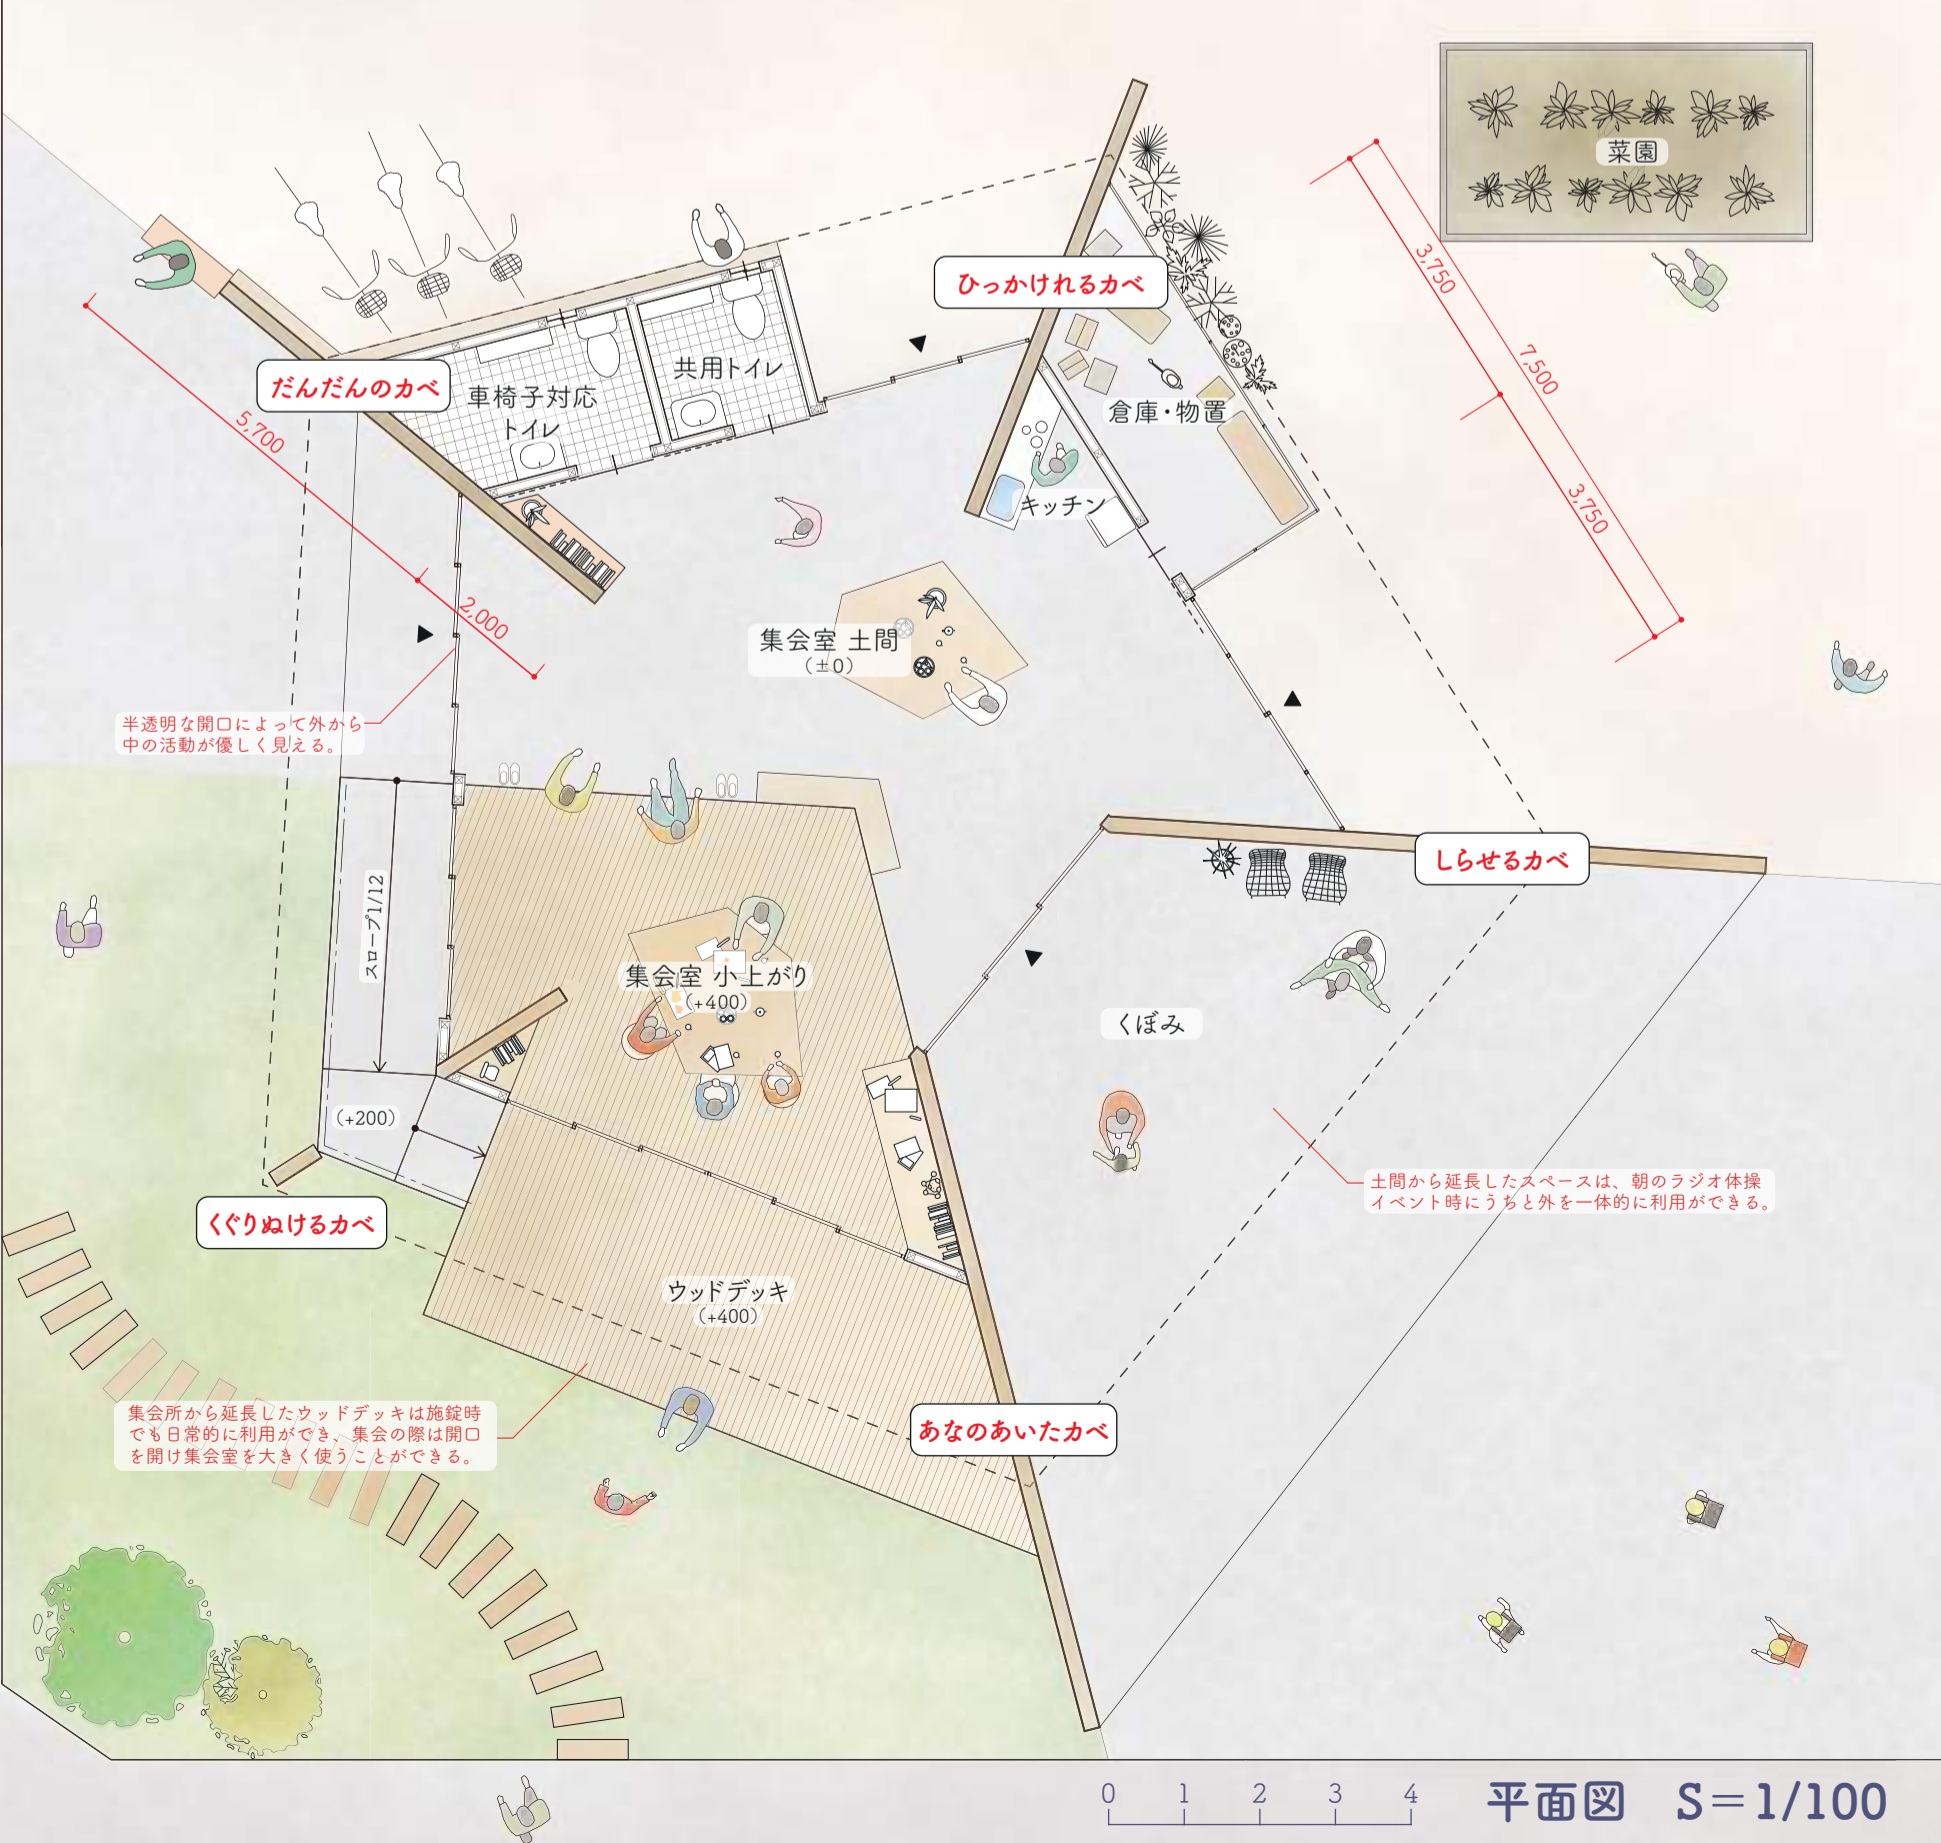 菜園
3,750
7,500
3,750
ひっかけれるカベ
共用トイレ
だんだんのカベ
車椅子対応
トイレ
倉庫・物置
5,700
キッチン
2,000
集会室 土間
(±0)
半透明な開口によって外から
中の活動が優しく見える。
しらせるカベ
スロープ1/12
集会室 小上がり
(+400)
くぼみ
(+200)
土間から延長したスペースは、朝のラジオ体操
イベント時にうちと外を一体的に利用ができる。
くぐりぬけるカベ
ウッドデッキ
(+400)
集会所から延長したウッドデッキは施錠時
でも日常的に利用ができ、集会の際は開口
を開け集会室を大きく使うことができる。
あなのあいたカベ
0 1 2 3 4
平面図 S=1/100